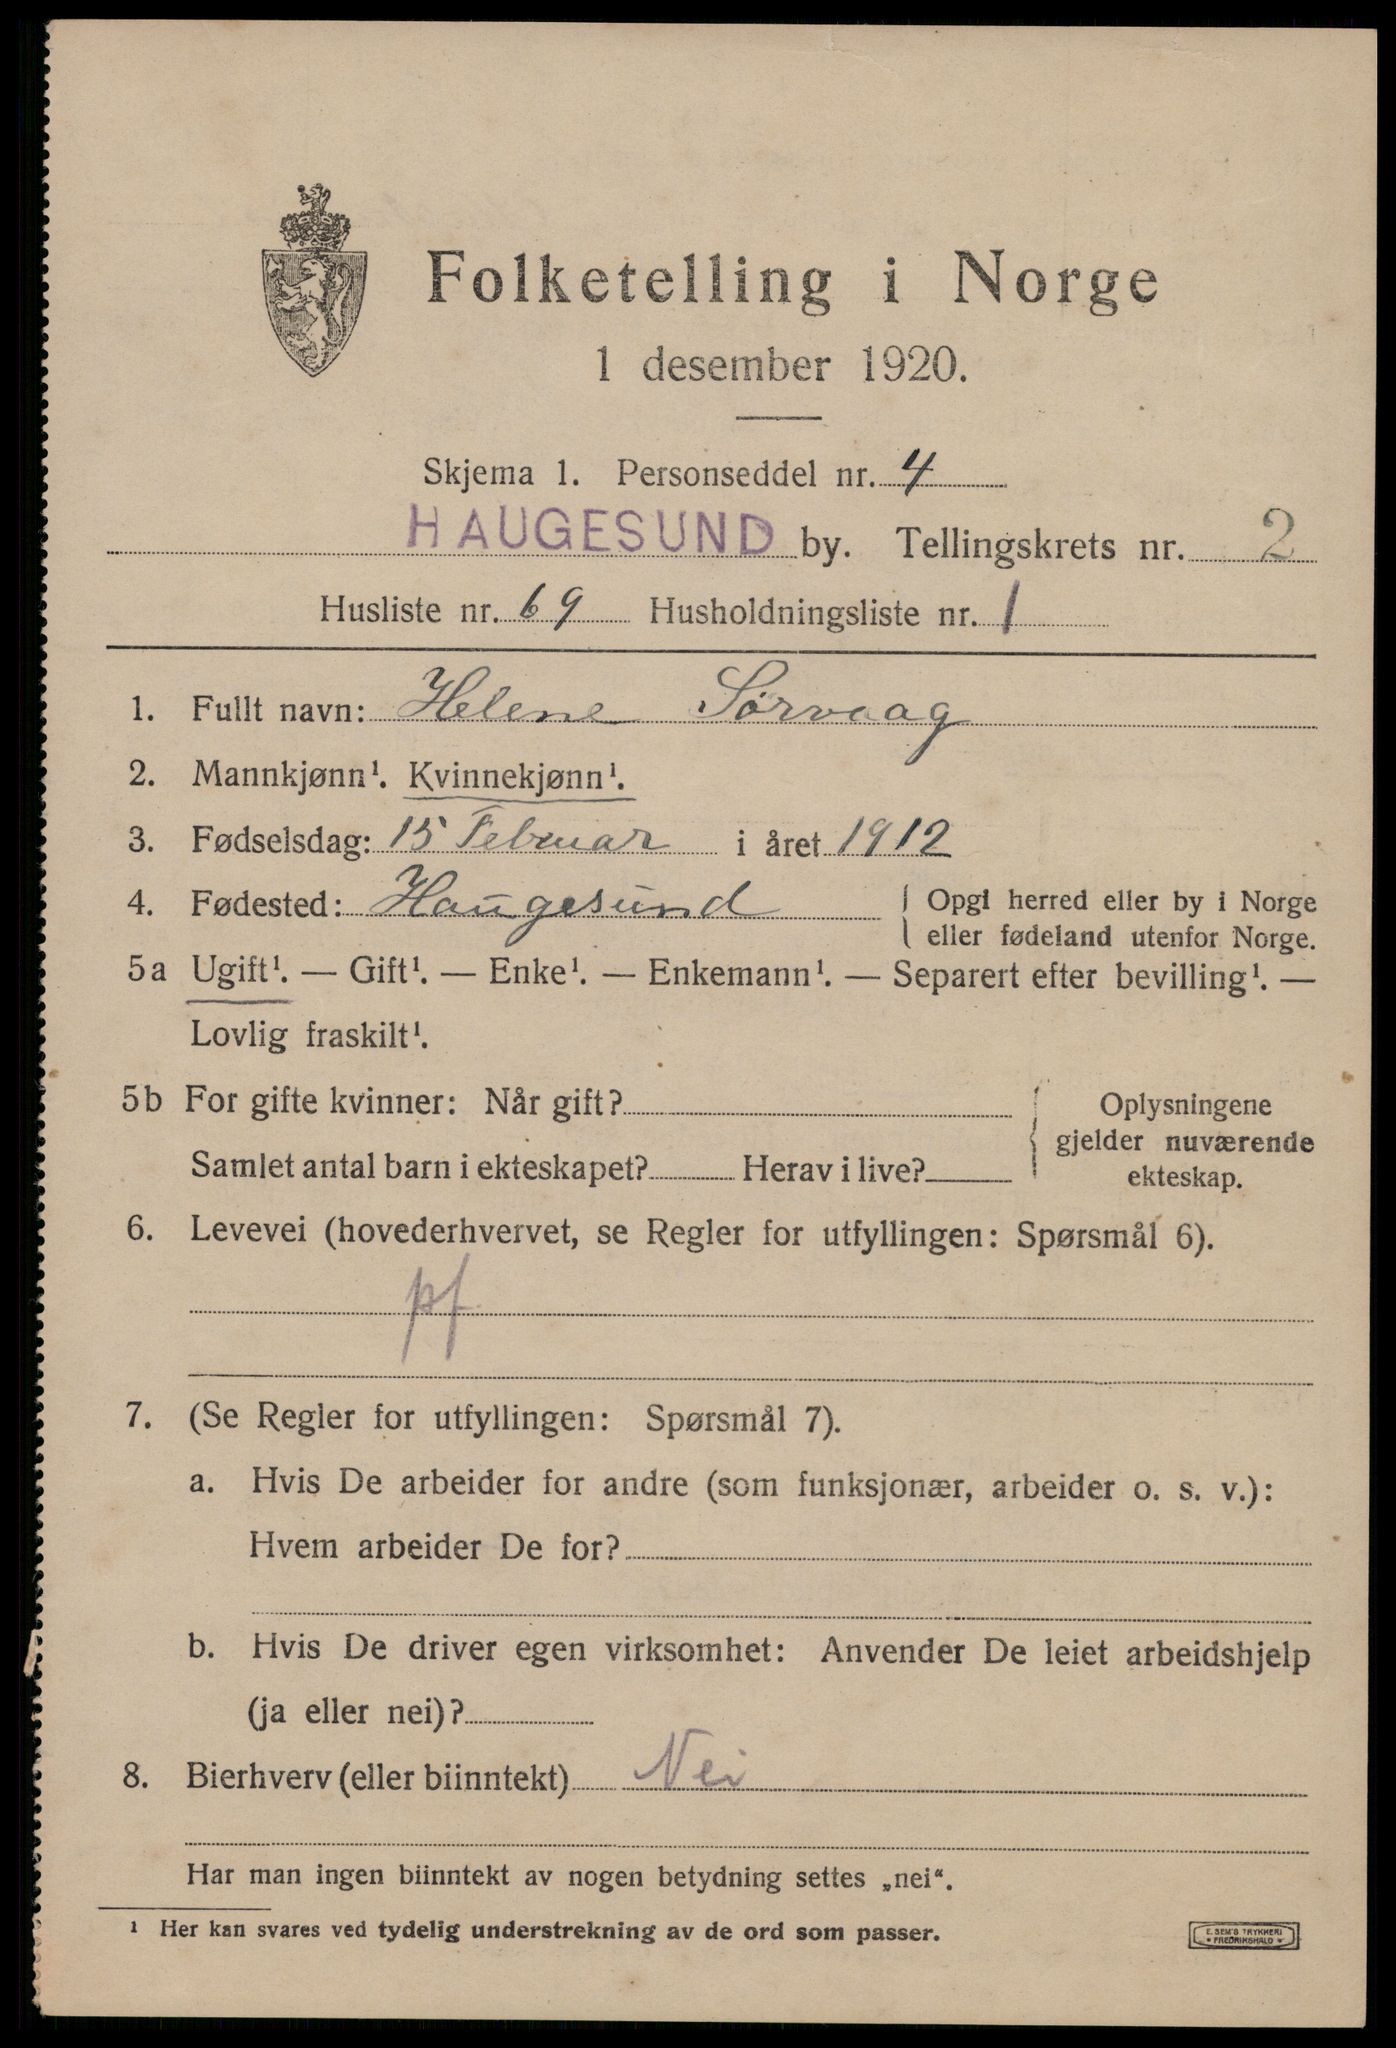 Folketelling i Norge
1 desember 1920.
Skjema 1. Personseddel nr. 4
HAUGESUND by. Tellingskrets nr. 2
Husliste nr. 69 Husholdningsliste nr. 1
1. Fullt navn: Helene Sørvaag
2. Mannkjønn¹. Kvinnekjønn¹.
3. Fødselsdag: 15 Februar i året 1912
4. Fødested: Haugesund { Opgi herred eller by i Norge
eller fødeland utenfor Norge.
5a Ugift¹. — Gift¹. — Enke¹. — Enkemann¹. — Separert efter bevilling¹. —
Lovlig fraskilt¹.
5b For gifte kvinner: Når gift? { Oplysningene
gjelder nuværende
Samlet antal barn i ekteskapet? Herav i live? ekteskap.
6. Levevei (hovederhvervet, se Regler for utfyllingen: Spørsmål 6).
pf.
7. (Se Regler for utfyllingen: Spørsmål 7).
a. Hvis De arbeider for andre (som funksjonær, arbeider o. s. v.):
Hvem arbeider De for?
b. Hvis De driver egen virksomhet: Anvender De leiet arbeidshjelp
(ja eller nei)?
8. Bierhverv (eller biinntekt) Nei
Har man ingen biinntekt av nogen betydning settes „nei“.
¹ Her kan svares ved tydelig understrekning av de ord som passer.
E. SEM'S TRYKKERI
* FREDRIKSHALD *